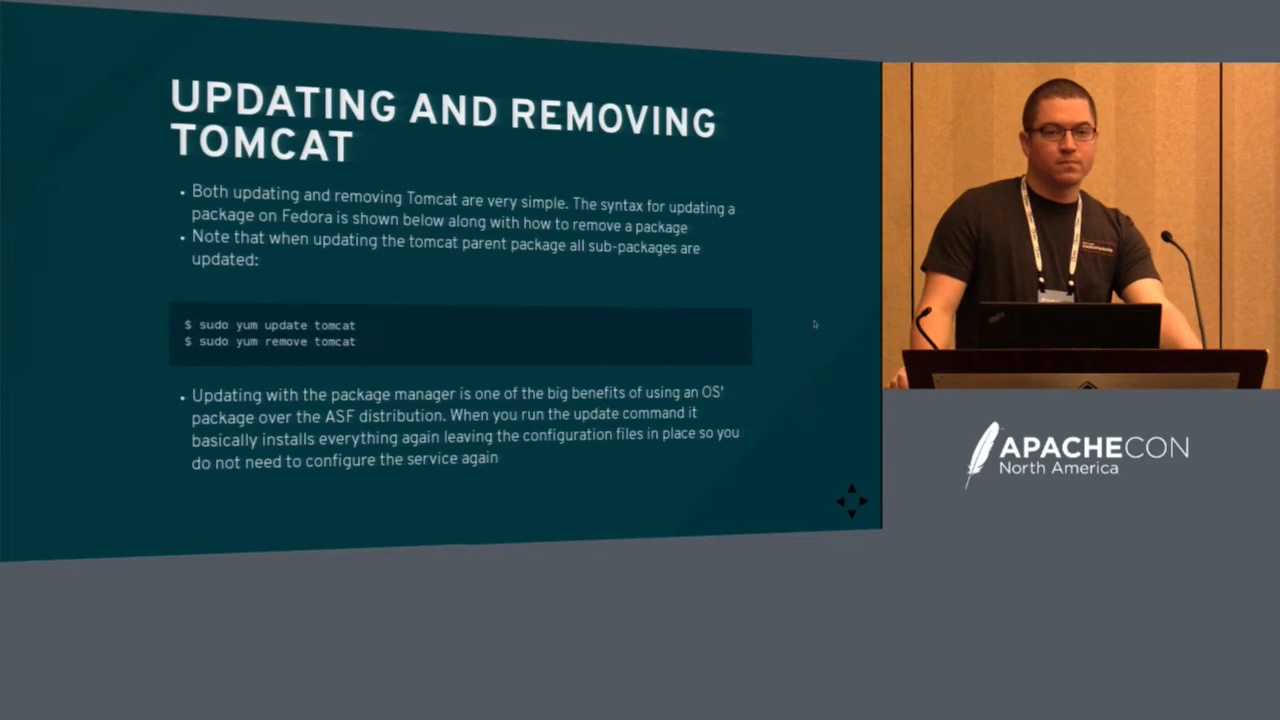 UPDATING AND REMOVING
TOMCAT
• Both updating and removing Tomcat are very simple. The syntax for updating a
package on Fedora is shown below along with how to remove a package
• Note that when updating the tomcat parent package all sub-packages are
updated:
$ sudo yum update tomcat
$ sudo yum remove tomcat
• Updating with the package manager is one of the big benefits of using an OS'
package over the ASF distribution. When you run the update command it
basically installs everything again leaving the configuration files in place so you
do not need to configure the service again
APACHECON
North America